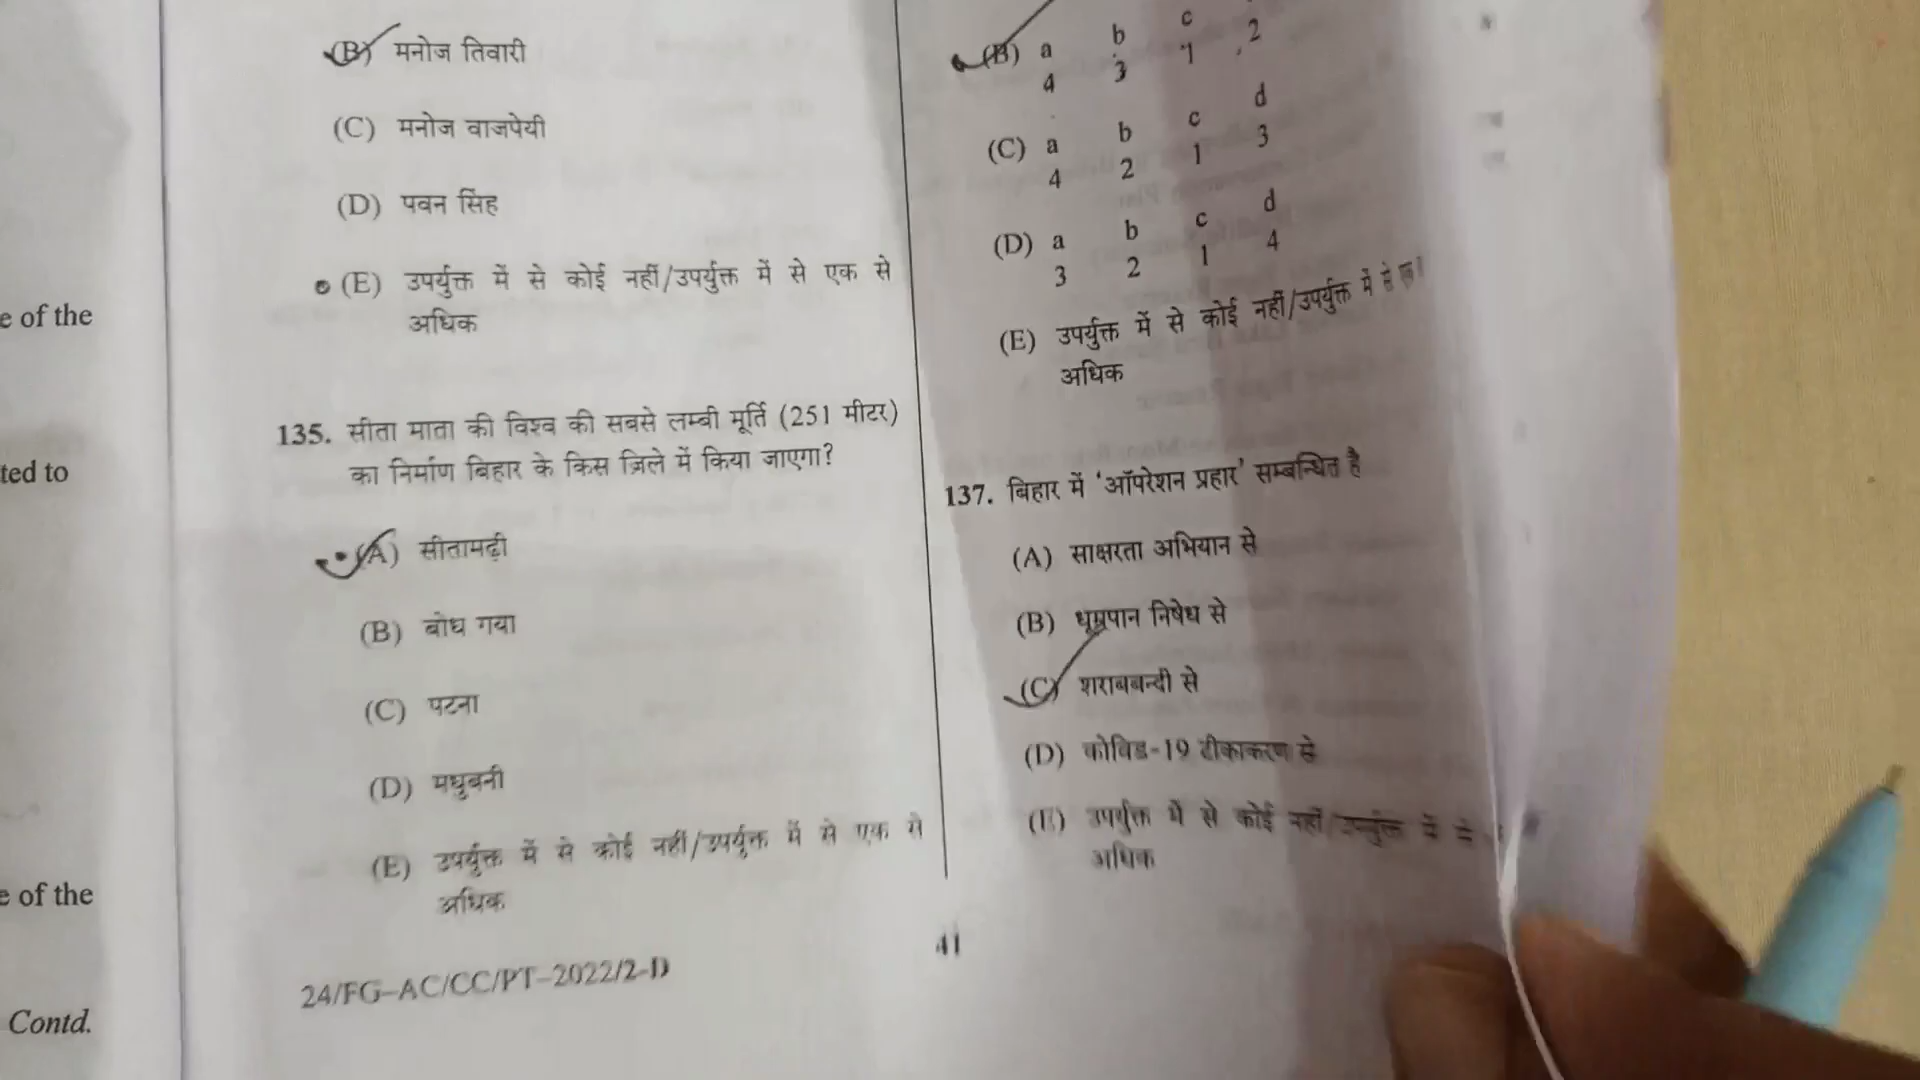 e of the
ted to
e of the
Contd.
(B) मनोज तिवारी
(C) मनोज वाजपेयी
(D) पवन सिंह
(E) उपर्युक्त में से कोई नहीं/उपर्युक्त में से एक से
अधिक
135. सीता माता की विश्व की सबसे लम्बी मूर्ति (251 मीटर)
का निर्माण बिहार के किस ज़िले में किया जाएगा?
(A) सीतामढ़ी
(B) बोध गया
(C) पटना
(D) मधुबनी
(E) उपर्युक्त में से कोई नहीं/उपर्युक्त में से एक से
अधिक
24/FG–AC/CC/PT–2022/2-D
(B) a b c
4 3 1 2
(C) a b c d
4 2 1 3
(D) a b c d
3 2 1 4
(E) उपर्युक्त में से कोई नहीं/उपर्युक्त में से
अधिक
137. बिहार में ‘ऑपरेशन प्रहार’ सम्बन्धित है
(A) साक्षरता अभियान से
(B) धूम्रपान निषेध से
(C) शराबबन्दी से
(D) कोविड-19 टीकाकरण से
(E) उपर्युक्त में से कोई नहीं/उपर्युक्त में से
अधिक
41